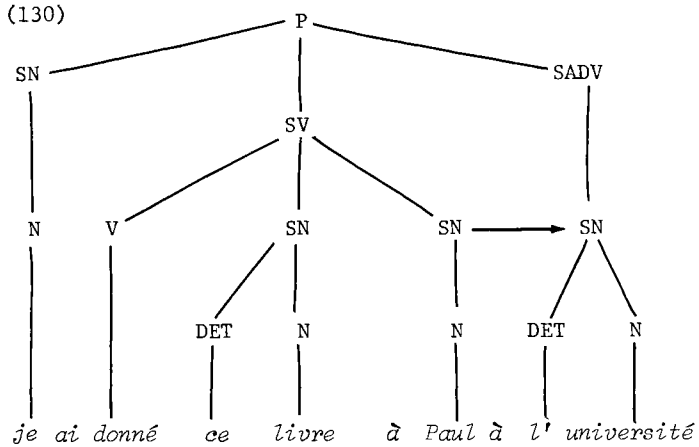 (130)
P
SN SADV
SV
N V SN SN SN
DET N N DET N
je ai donné ce livre à Paul à l' université